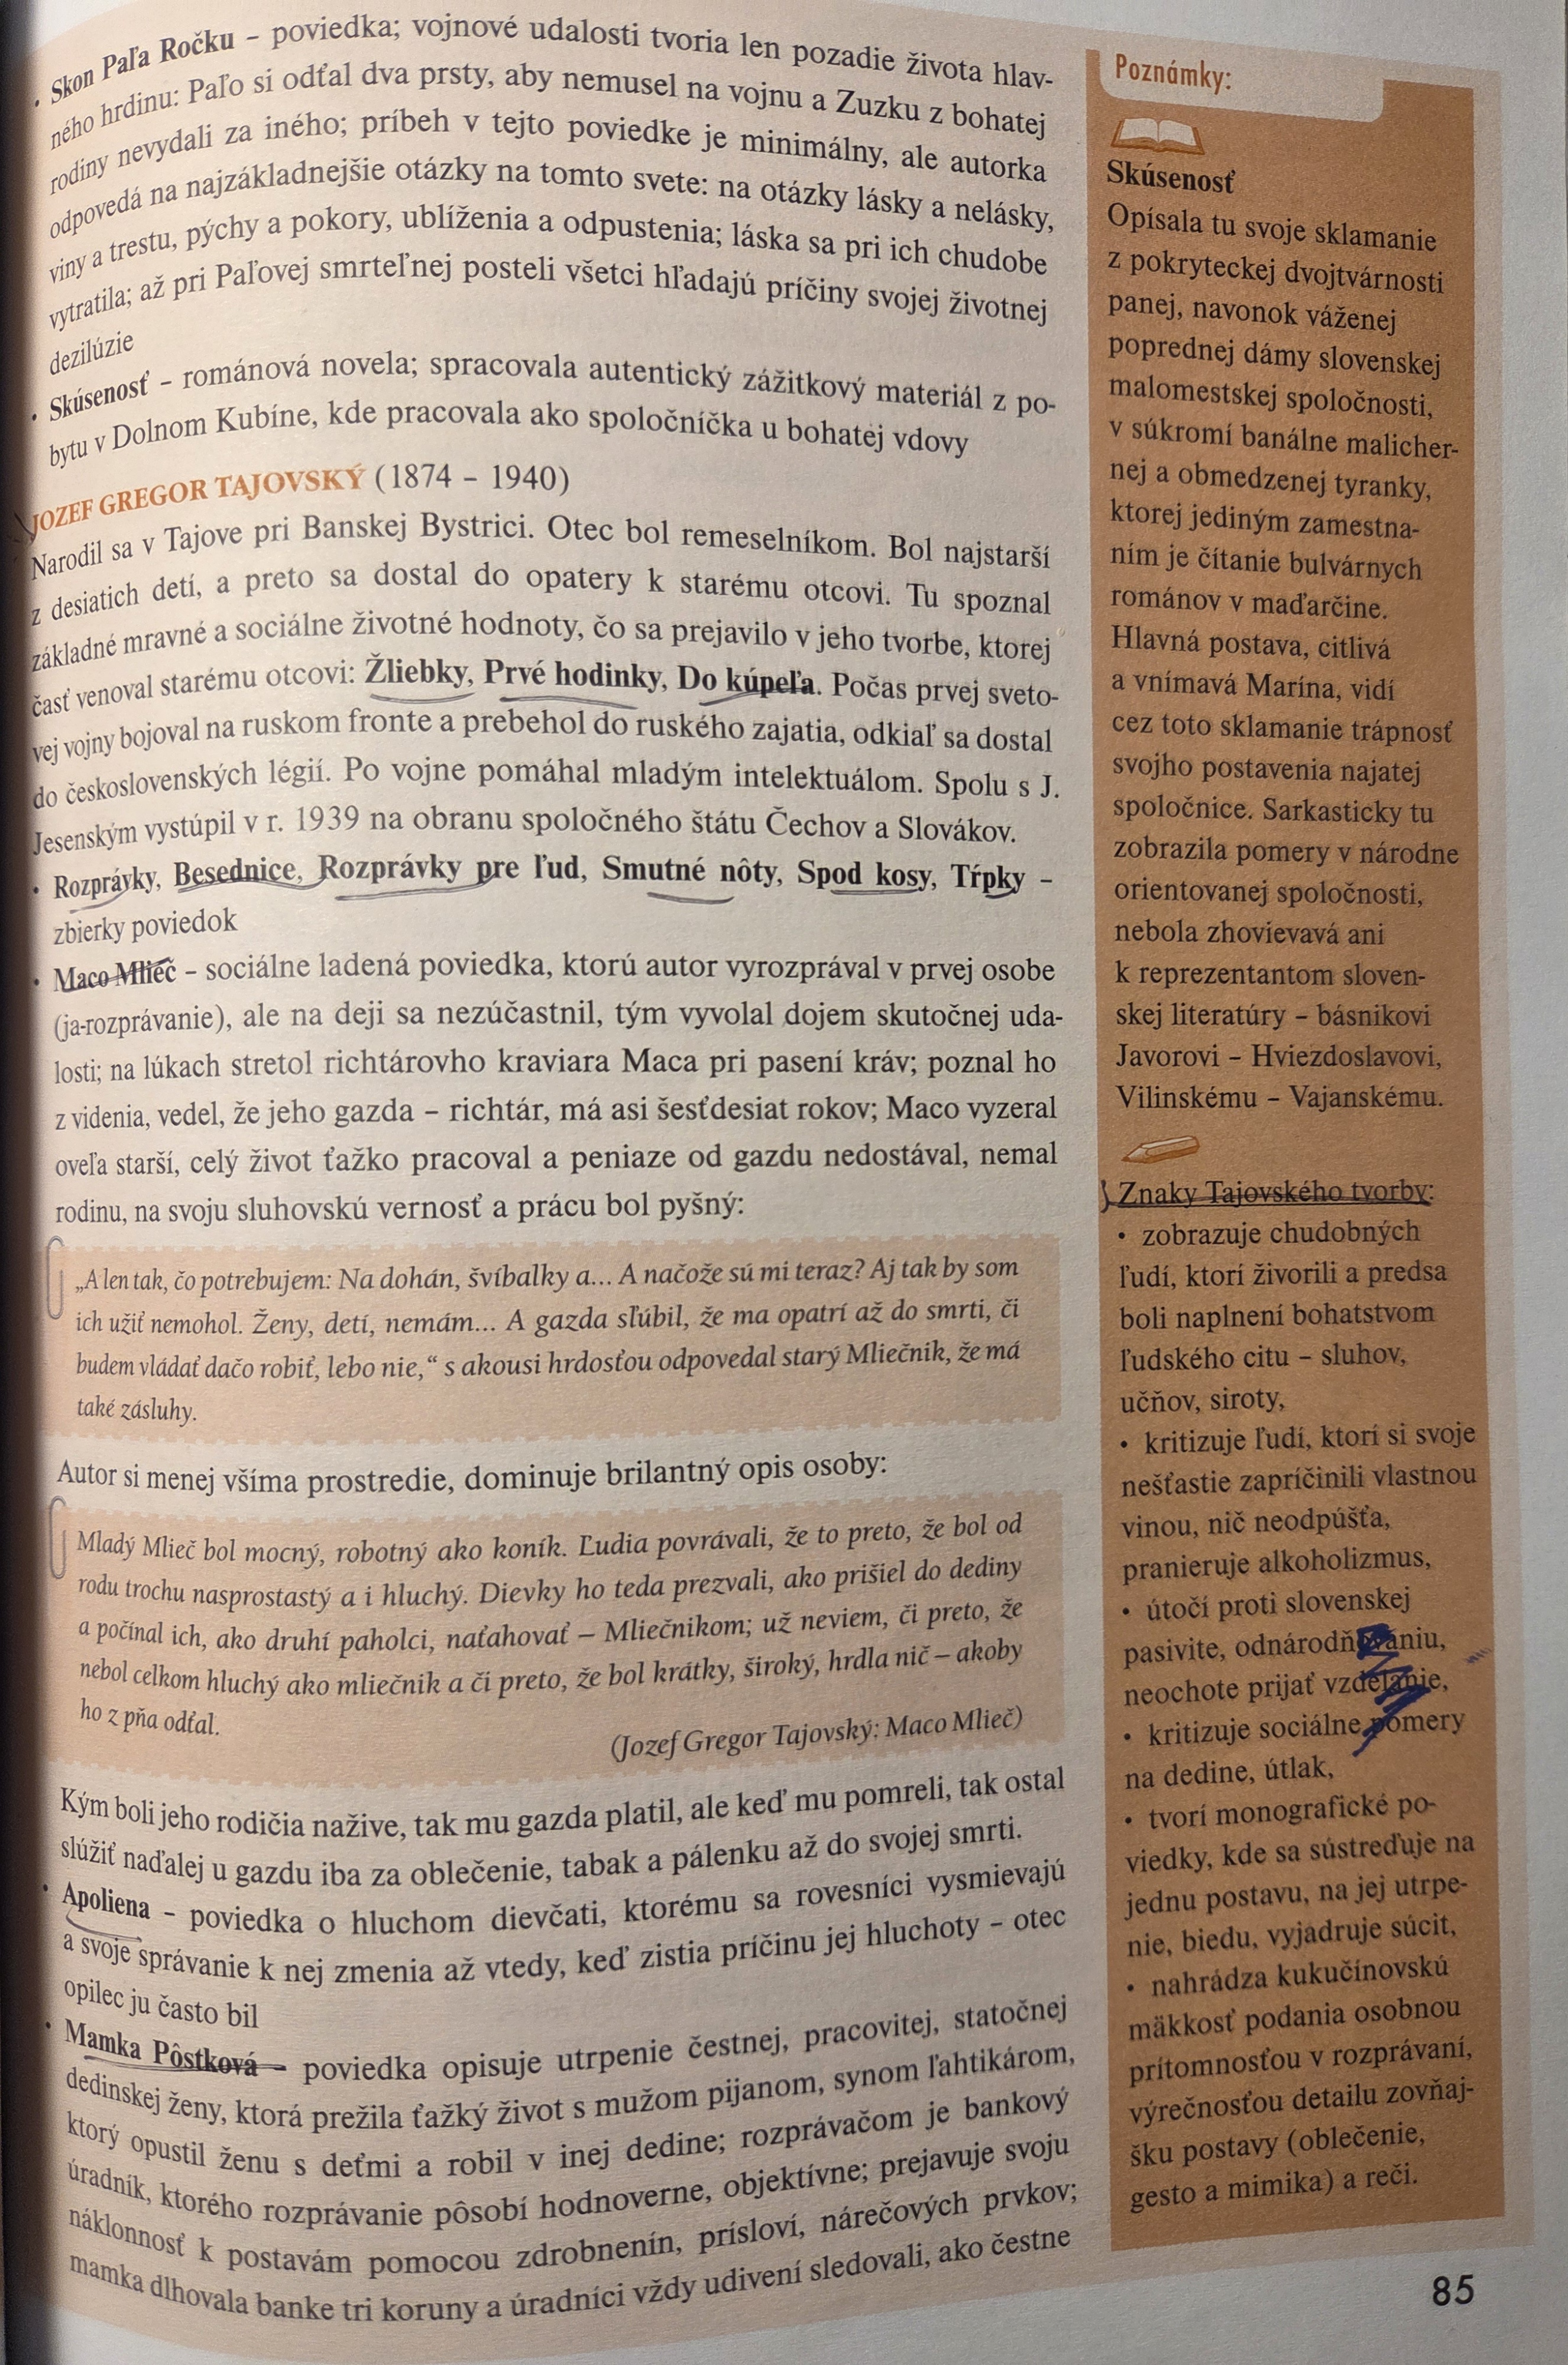 • Skon Paľa Ročku – poviedka; vojnové udalosti tvoria len pozadie života hlav-
ného hrdinu: Paľo si odťal dva prsty, aby nemusel na vojnu a Zuzku z bohatej
rodiny nevydali za iného; príbeh v tejto poviedke je minimálny, ale autorka
odpovedá na najzákladnejšie otázky na tomto svete: na otázky lásky a nelásky,
viny a trestu, pýchy a pokory, ublíženia a odpustenia; láska sa pri ich chudobe
vytratila; až pri Paľovej smrteľnej posteli všetci hľadajú príčiny svojej životnej
dezilúzie
• Skúsenosť – románová novela; spracovala autentický zážitkový materiál z po-
bytu v Dolnom Kubíne, kde pracovala ako spoločníčka u bohatej vdovy
JOZEF GREGOR TAJOVSKÝ (1874 – 1940)
Narodil sa v Tajove pri Banskej Bystrici. Otec bol remeselníkom. Bol najstarší
z desiatich detí, a preto sa dostal do opatery k starému otcovi. Tu spoznal
základné mravné a sociálne životné hodnoty, čo sa prejavilo v jeho tvorbe, ktorej
časť venoval starému otcovi: Žliebky, Prvé hodinky, Do kúpeľa. Počas prvej sveto-
vej vojny bojoval na ruskom fronte a prebehol do ruského zajatia, odkiaľ sa dostal
do československých légií. Po vojne pomáhal mladým intelektuálom. Spolu s J.
Jesenským vystúpil v r. 1939 na obranu spoločného štátu Čechov a Slovákov.
• Rozprávky, Besednice, Rozprávky pre ľud, Smutné nôty, Spod kosy, Tŕpky –
zbierky poviedok
• Maco Mlieč – sociálne ladená poviedka, ktorú autor vyrozprával v prvej osobe
(ja-rozprávanie), ale na deji sa nezúčastnil, tým vyvolal dojem skutočnej uda-
losti; na lúkach stretol richtárovho kraviara Maca pri pasení kráv; poznal ho
z videnia, vedel, že jeho gazda – richtár, má asi šesťdesiat rokov; Maco vyzeral
oveľa starší, celý život ťažko pracoval a peniaze od gazdu nedostával, nemal
rodinu, na svoju sluhovskú vernosť a prácu bol pyšný:
„A len tak, čo potrebujem: Na dohán, švíbalky a... A načože sú mi teraz? Aj tak by som
ich užiť nemohol. Ženy, detí, nemám... A gazda sľúbil, že ma opatrí až do smrti, či
budem vládať dačo robiť, lebo nie,“ s akousi hrdosťou odpovedal starý Mliečnik, že má
také zásluhy.
Autor si menej všíma prostredie, dominuje brilantný opis osoby:
Mladý Mlieč bol mocný, robotný ako koník. Ľudia povrávali, že to preto, že bol od
rodu trochu nasprostastý a i hluchý. Dievky ho teda prezvali, ako prišiel do dediny
a počínal ich, ako druhí paholci, naťahovať – Mliečnikom; už neviem, či preto, že
nebol celkom hluchý ako mliečnik a či preto, že bol krátky, široký, hrdla nič – akoby
ho z pňa odťal.
(Jozef Gregor Tajovský: Maco Mlieč)
Kým boli jeho rodičia nažive, tak mu gazda platil, ale keď mu pomreli, tak ostal
slúžiť naďalej u gazdu iba za oblečenie, tabak a pálenku až do svojej smrti.
• Apoliena – poviedka o hluchom dievčati, ktorému sa rovesníci vysmievajú
a svoje správanie k nej zmenia až vtedy, keď zistia príčinu jej hluchoty – otec
opilec ju často bil
• Mamka Pôstková – poviedka opisuje utrpenie čestnej, pracovitej, statočnej
dedinskej ženy, ktorá prežila ťažký život s mužom pijanom, synom ľahtikárom,
ktorý opustil ženu s deťmi a robil v inej dedine; rozprávačom je bankový
úradník, ktorého rozprávanie pôsobí hodnoverne, objektívne; prejavuje svoju
náklonnosť k postavám pomocou zdrobnenín, prísloví, nárečových prvkov;
mamka dlhovala banke tri koruny a úradníci vždy udivení sledovali, ako čestne
Poznámky:
Skúsenosť
Opísala tu svoje sklamanie
z pokryteckej dvojtvárnosti
panej, navonok váženej
poprednej dámy slovenskej
malomestskej spoločnosti,
v súkromí banálne malicher-
nej a obmedzenej tyranky,
ktorej jediným zamestna-
ním je čítanie bulvárnych
románov v maďarčine.
Hlavná postava, citlivá
a vnímavá Marína, vidí
cez toto sklamanie trápnosť
svojho postavenia najatej
spoločnice. Sarkasticky tu
zobrazila pomery v národne
orientovanej spoločnosti,
nebola zhovievavá ani
k reprezentantom sloven-
skej literatúry – básnikovi
Javorovi – Hviezdoslavovi,
Vilinskému – Vajanskému.
Znaky Tajovského tvorby:
• zobrazuje chudobných
ľudí, ktorí živorili a predsa
boli naplnení bohatstvom
ľudského citu – sluhov,
učňov, siroty,
• kritizuje ľudí, ktorí si svoje
nešťastie zapríčinili vlastnou
vinou, nič neodpúšťa,
pranieruje alkoholizmus,
• útočí proti slovenskej
pasivite, odnárodňovaniu,
neochote prijať vzdelanie,
• kritizuje sociálne pomery
na dedine, útlak,
• tvorí monografické po-
viedky, kde sa sústreďuje na
jednu postavu, na jej utrpe-
nie, biedu, vyjadruje súcit,
• nahrádza kukučínovskú
mäkkosť podania osobnou
prítomnosťou v rozprávaní,
výrečnosťou detailu zovňaj-
šku postavy (oblečenie,
gesto a mimika) a reči.
85